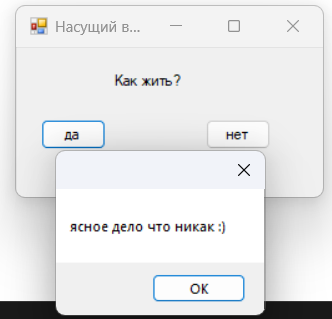 Насущий в...
Как жить?
да
нет
ясное дело что никак :)
OK